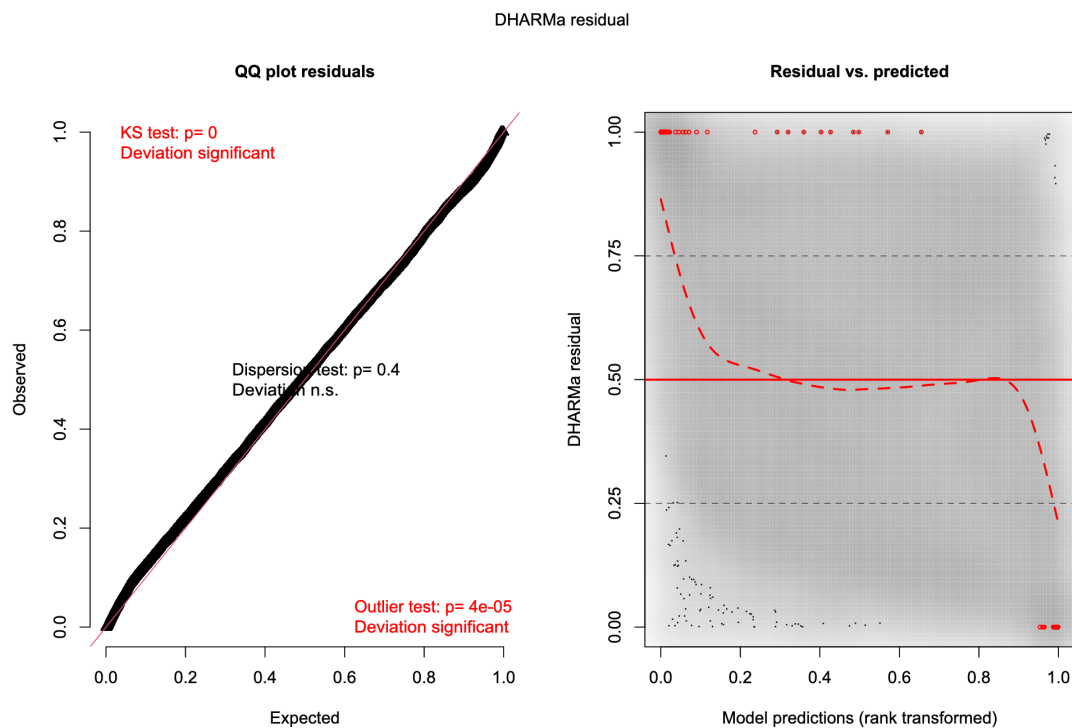 DHARMa residual
QQ plot residuals
KS test: p= 0
Deviation significant
Dispersion test: p= 0.4
Deviation n.s.
Outlier test: p= 4e-05
Deviation significant
Observed
0.0
0.2
0.4
0.6
0.8
1.0
0.0 0.2 0.4 0.6 0.8 1.0
Expected
Residual vs. predicted
DHARMa residual
0.00
0.25
0.50
0.75
1.00
0.0 0.2 0.4 0.6 0.8 1.0
Model predictions (rank transformed)